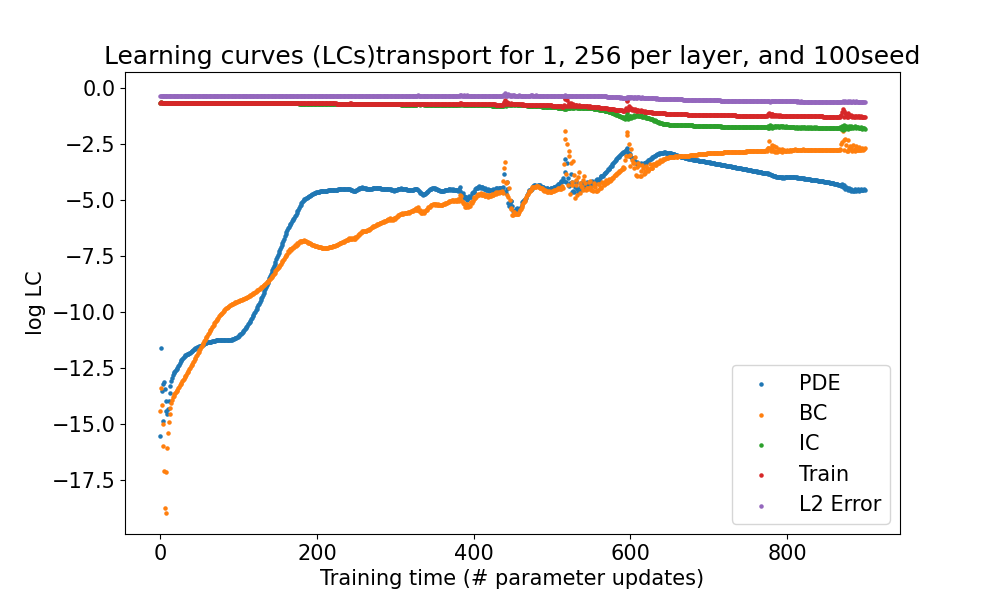 Learning curves (LCs)transport for 1, 256 per layer, and 100seed
log LC
0.0
−2.5
−5.0
−7.5
−10.0
−12.5
−15.0
−17.5
PDE
BC
IC
Train
L2 Error
0 200 400 600 800
Training time (# parameter updates)